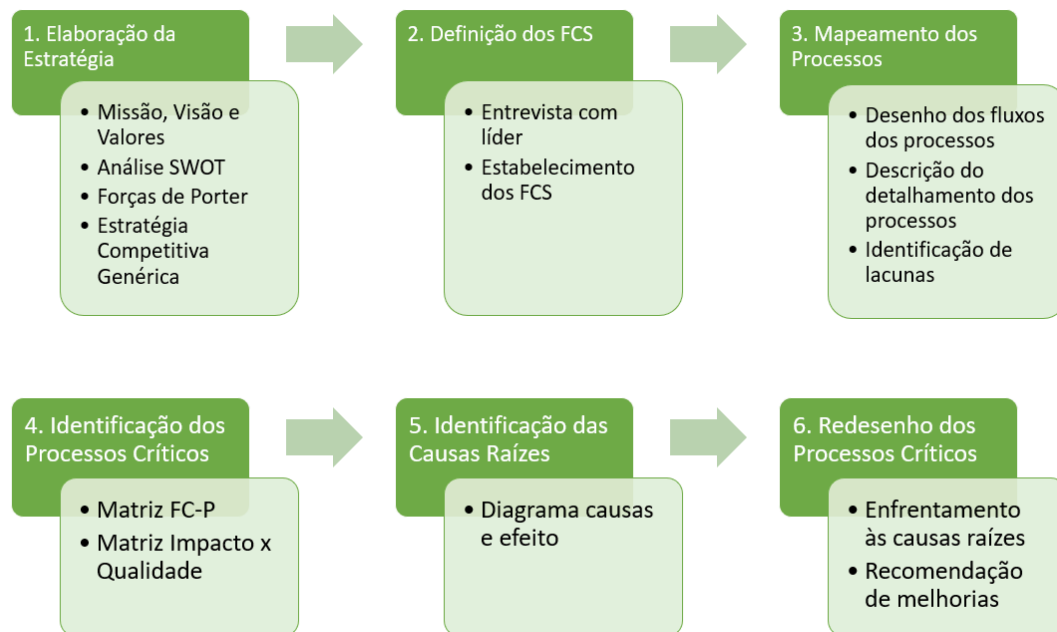 1. Elaboração da
Estratégia
• Missão, Visão e
Valores
• Análise SWOT
• Forças de Porter
• Estratégia
Competitiva
Genérica
2. Definição dos FCS
• Entrevista com
líder
• Estabelecimento
dos FCS
3. Mapeamento dos
Processos
• Desenho dos fluxos
dos processos
• Descrição do
detalhamento dos
processos
• Identificação de
lacunas
4. Identificação dos
Processos Críticos
• Matriz FC-P
• Matriz Impacto x
Qualidade
5. Identificação das
Causas Raízes
• Diagrama causas
e efeito
6. Redesenho dos
Processos Críticos
• Enfrentamento
às causas raízes
• Recomendação
de melhorias